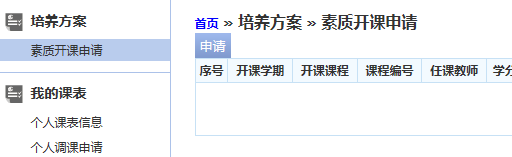 培养方案
素质开课申请
我的课表
个人课表信息
个人调课申请
首页 » 培养方案 » 素质开课申请
申请
序号 开课学期 开课课程 课程编号 任课教师 学分